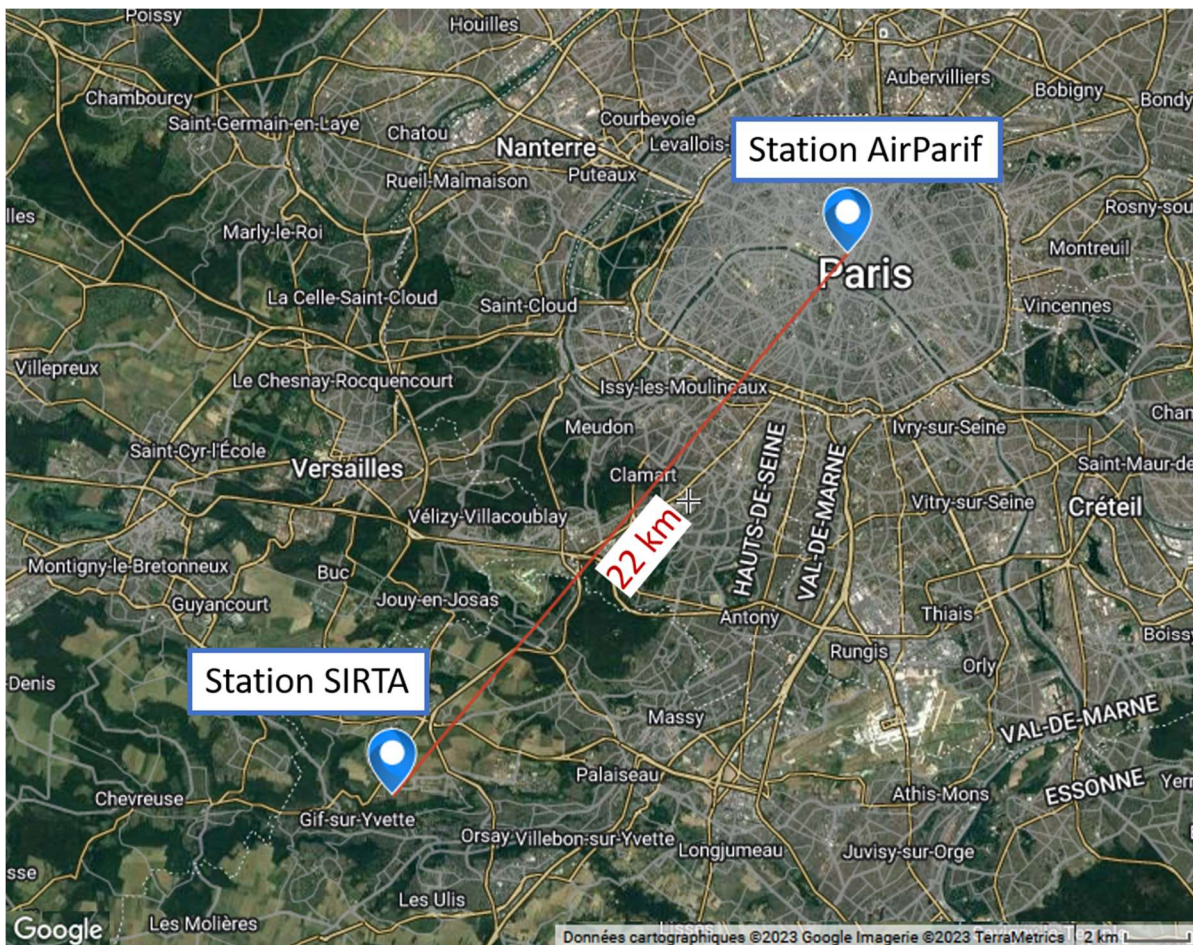 Poissy
Houilles
Aubervilliers
Bobigny
Bondy
Chambourcy
Saint-Germain-en-Laye
Chatou
Courbevoie
Nanterre
Levallois-
Station AirParif
Puteaux
Rueil-Malmaison
lles
Rosny-sou
Marly-le-Roi
Montreuil
Paris
La Celle-Saint-Cloud
Saint-Cloud
Vincennes
Villepreux
Le Chesnay-Rocquencourt
Issy-les-Moulineaux
Meudon
Ivry-sur-Seine
Cham
Saint-Cyr-l'École
Versailles
Clamart
HAUTS-DE-SEINE
VAL-DE-MARNE
Saint-Maur-de
Vitry-sur-Seine
Créteil
Vélizy-Villacoublay
22 km
Montigny-le-Bretonneux
Buc
Guyancourt
Jouy-en-Josas
Antony
Thiais
Boiss
Rungis
Orly
-Denis
Station SIRTA
Massy
VAL-DE-MARNE
Palaiseau
ESSONNE
Yerr
Chevreuse
Athis-Mons
Gif-sur-Yvette
Orsay
Villebon-sur-Yvette
Longjumeau
Juvisy-sur-Orge
sse
Les Ulis
Les Molières
Google
Données cartographiques ©2023 Google Imagerie ©2023 TerraMetrics
2 km